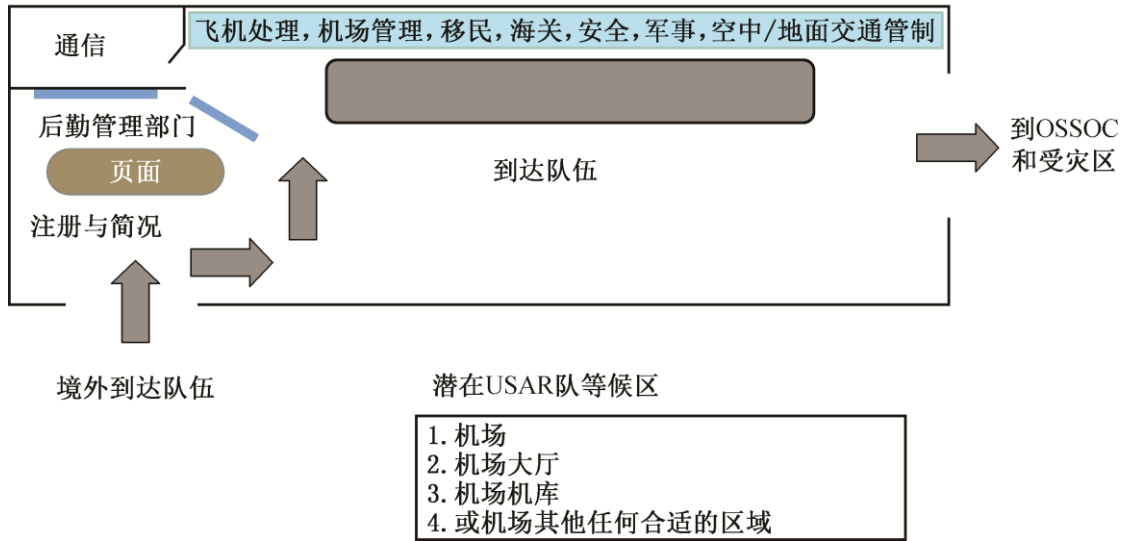 通信
飞机处理,机场管理,移民,海关,安全,军事,空中/地面交通管制
后勤管理部门
页面
注册与简况
到达队伍
到OSSOC
和受灾区
境外到达队伍
潜在USAR队等候区
1. 机场
2. 机场大厅
3. 机场机库
4. 或机场其他任何合适的区域